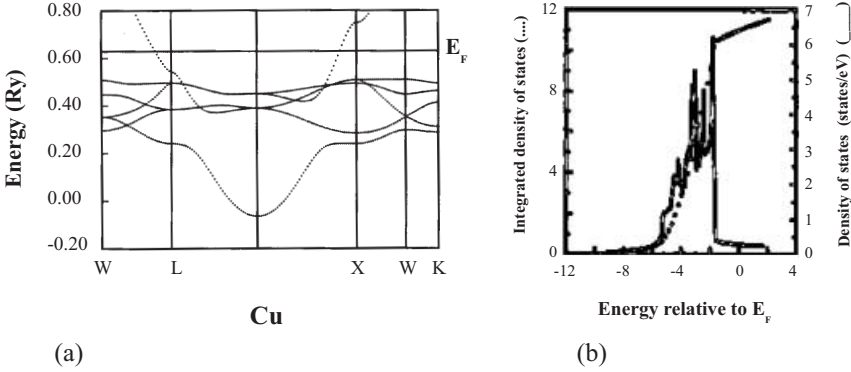 0.80
0.60
0.40
0.20
0.00
-0.20
Energy (Ry)
E_F
W L X W K
Cu
(a)
12
8
4
0
Integrated density of states (....)
7
6
5
4
3
2
1
0
Density of states (states/eV) (___)
-12 -8 -4 0 4
Energy relative to E_F
(b)